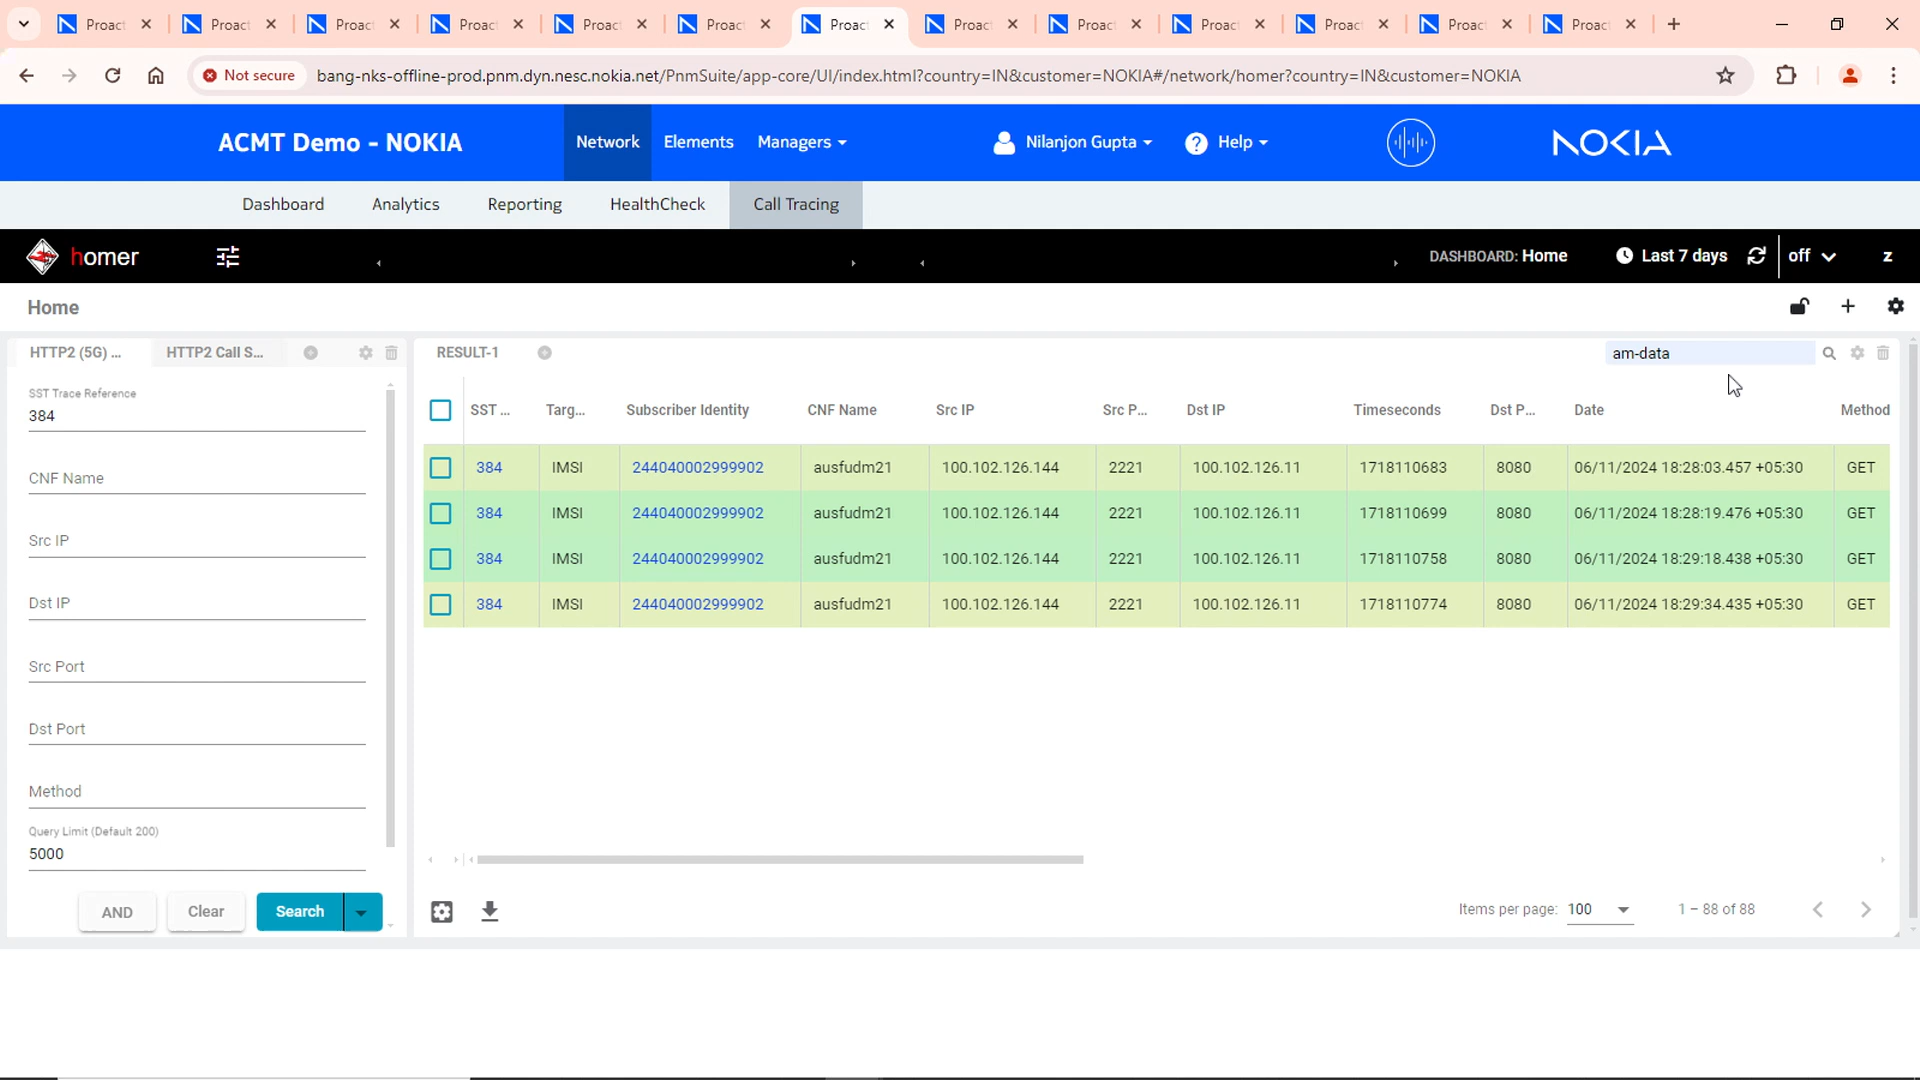 Proac Proac Proac Proac Proac Proac Proac Proac Proac Proac Proac Proac Proac
Not secure bang-nks-offline-prod.pnm.dyn.nesc.nokia.net/PnmSuite/app-core/UI/index.html?country=IN&customer=NOKIA#/network/homer?country=IN&customer=NOKIA
ACMT Demo - NOKIA Network Elements Managers Nilanjon Gupta Help NOKIA
Dashboard Analytics Reporting HealthCheck Call Tracing
homer DASHBOARD: Home Last 7 days off z
Home
HTTP2 (5G) ... HTTP2 Call S... RESULT-1 am-data
SST Trace Reference
384
CNF Name
Src IP
Dst IP
Src Port
Dst Port
Method
Query Limit (Default 200)
5000
AND Clear Search
SST ... Targ... Subscriber Identity CNF Name Src IP Src P... Dst IP Timeseconds Dst P... Date Method
384 IMSI 244040002999902 ausfudm21 100.102.126.144 2221 100.102.126.11 1718110683 8080 06/11/2024 18:28:03.457 +05:30 GET
384 IMSI 244040002999902 ausfudm21 100.102.126.144 2221 100.102.126.11 1718110699 8080 06/11/2024 18:28:19.476 +05:30 GET
384 IMSI 244040002999902 ausfudm21 100.102.126.144 2221 100.102.126.11 1718110758 8080 06/11/2024 18:29:18.438 +05:30 GET
384 IMSI 244040002999902 ausfudm21 100.102.126.144 2221 100.102.126.11 1718110774 8080 06/11/2024 18:29:34.435 +05:30 GET
Items per page: 100 1 – 88 of 88